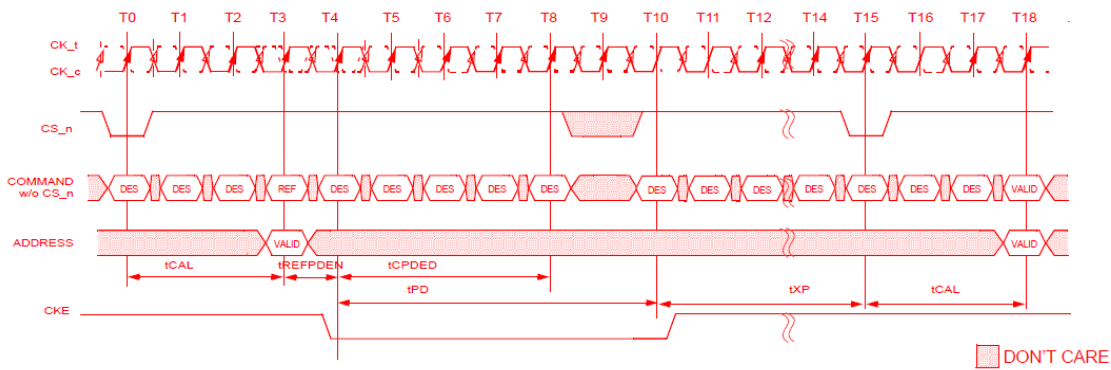 T0 T1 T2 T3 T4 T5 T6 T7 T8 T9 T10 T11 T12 T14 T15 T16 T17 T18
CK_t
CK_c
CS_n
COMMAND
w/o CS_n
DES DES DES REF DES DES DES DES DES DES DES DES DES DES DES DES VALID
ADDRESS
VALID VALID
tCAL tREFPDEN tCPDED
tPD tXP tCAL
CKE
DON'T CARE